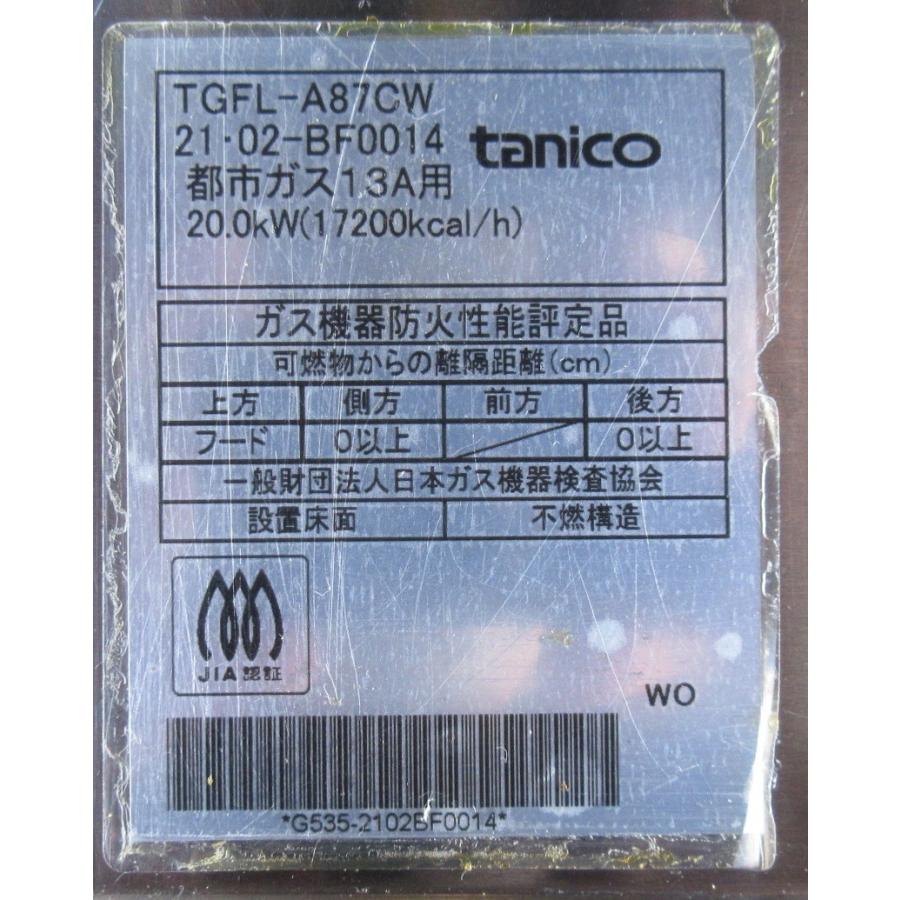 TGFL-A87CW
21・02-BF0014
tanico
都市ガス13A用
20.0kW(17200kcal/h)
ガス機器防火性能評定品
可燃物からの離隔距離(cm)
上方 側方 前方 後方
フード 0以上 0以上
一般財団法人日本ガス機器検査協会
設置床面 不燃構造
JIA認証
WO
*G535-2102BF0014*